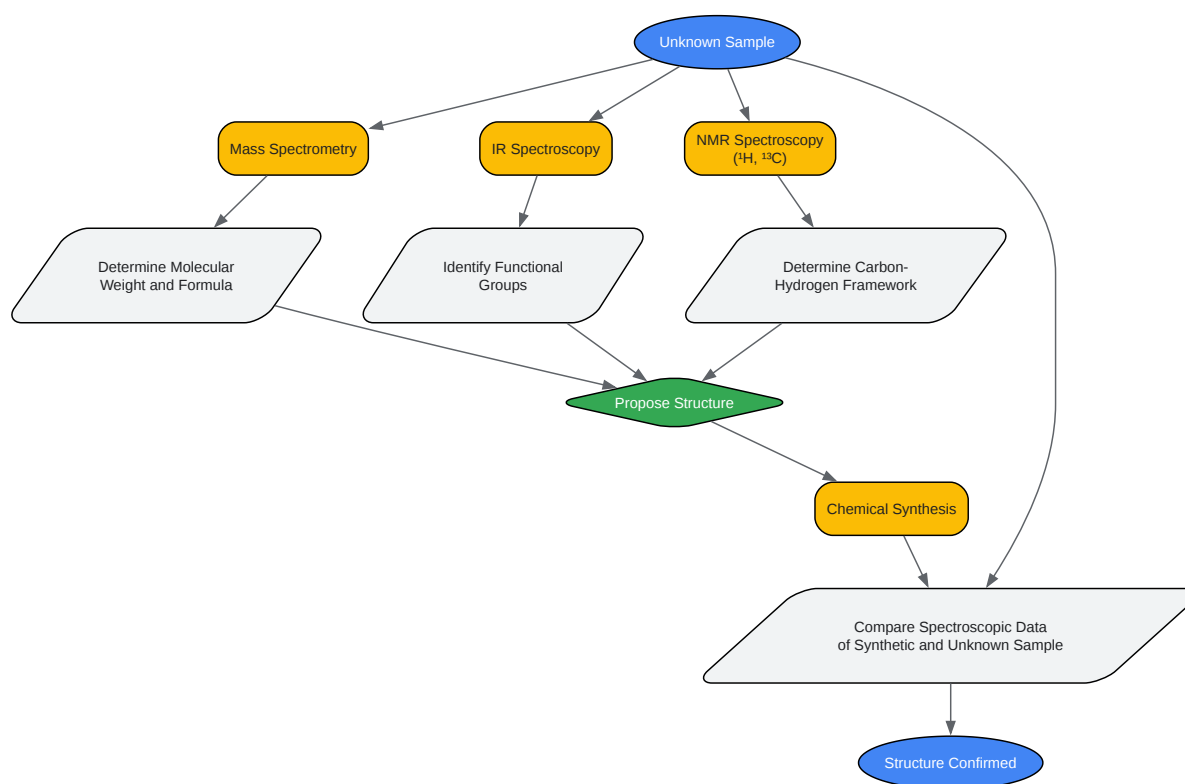 Unknown Sample
Mass Spectrometry
IR Spectroscopy
NMR Spectroscopy
(¹H, ¹³C)
Determine Molecular
Weight and Formula
Identify Functional
Groups
Determine Carbon-
Hydrogen Framework
Propose Structure
Chemical Synthesis
Compare Spectroscopic Data
of Synthetic and Unknown Sample
Structure Confirmed